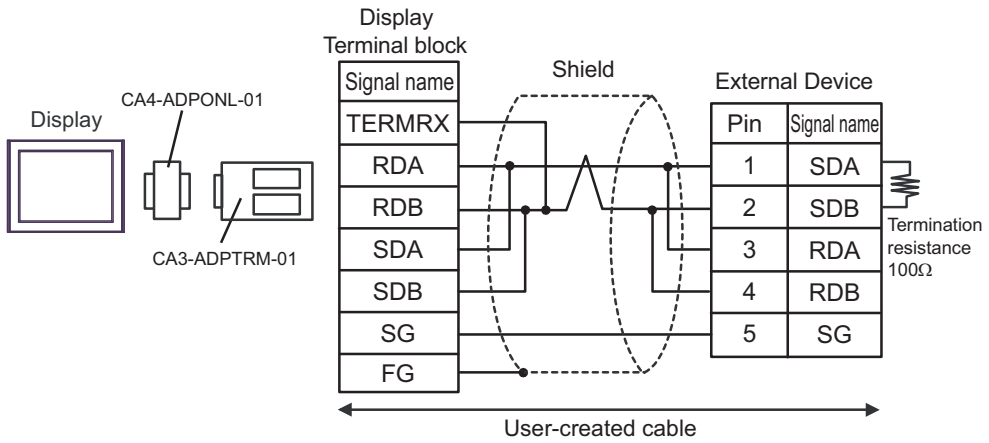 Display
CA4-ADPONL-01
CA3-ADPTRM-01
Display
Terminal block
Signal name
TERMRX
RDA
RDB
SDA
SDB
SG
FG
Shield
External Device
Pin Signal name
1 SDA
2 SDB
3 RDA
4 RDB
5 SG
Termination
resistance
100Ω
User-created cable